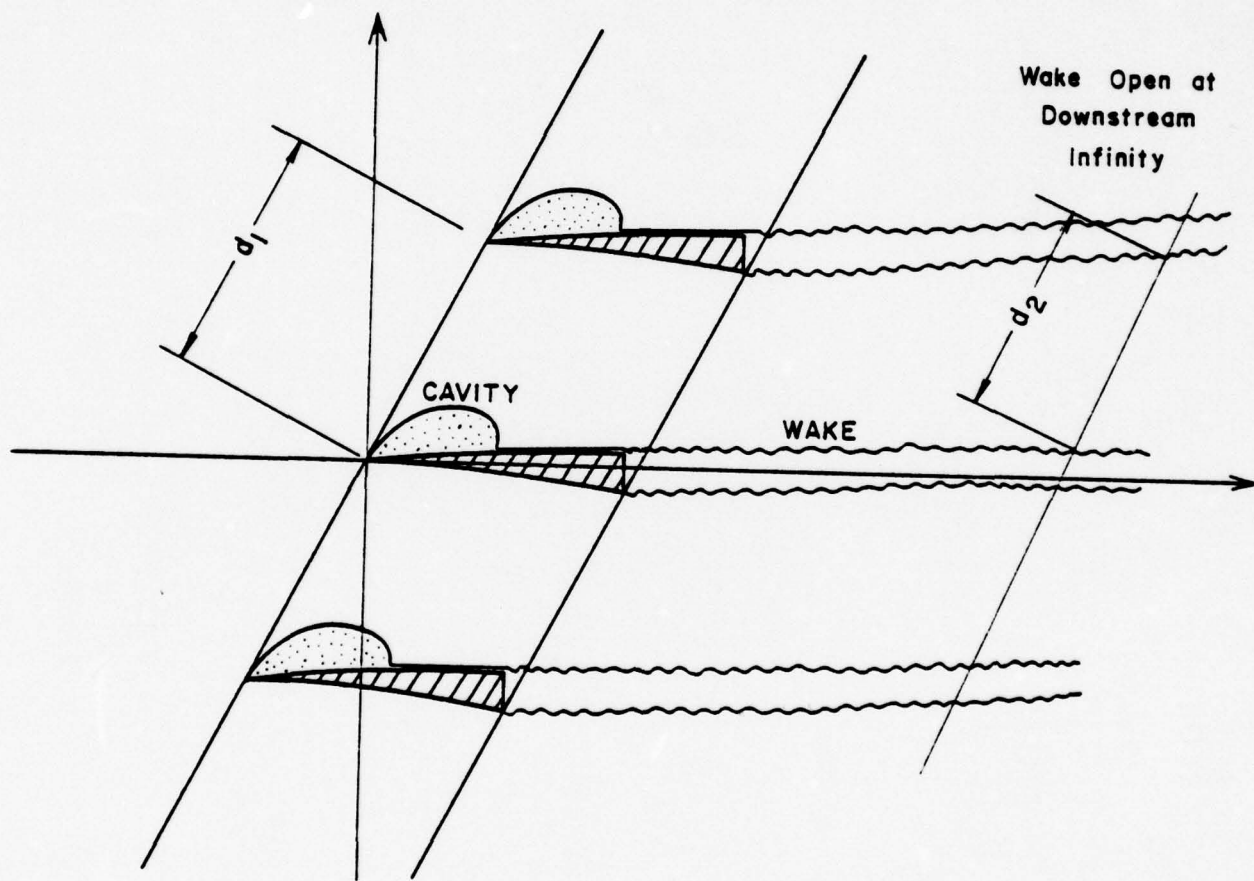 Wake Open at
Downstream
Infinity
d1
d2
CAVITY
WAKE